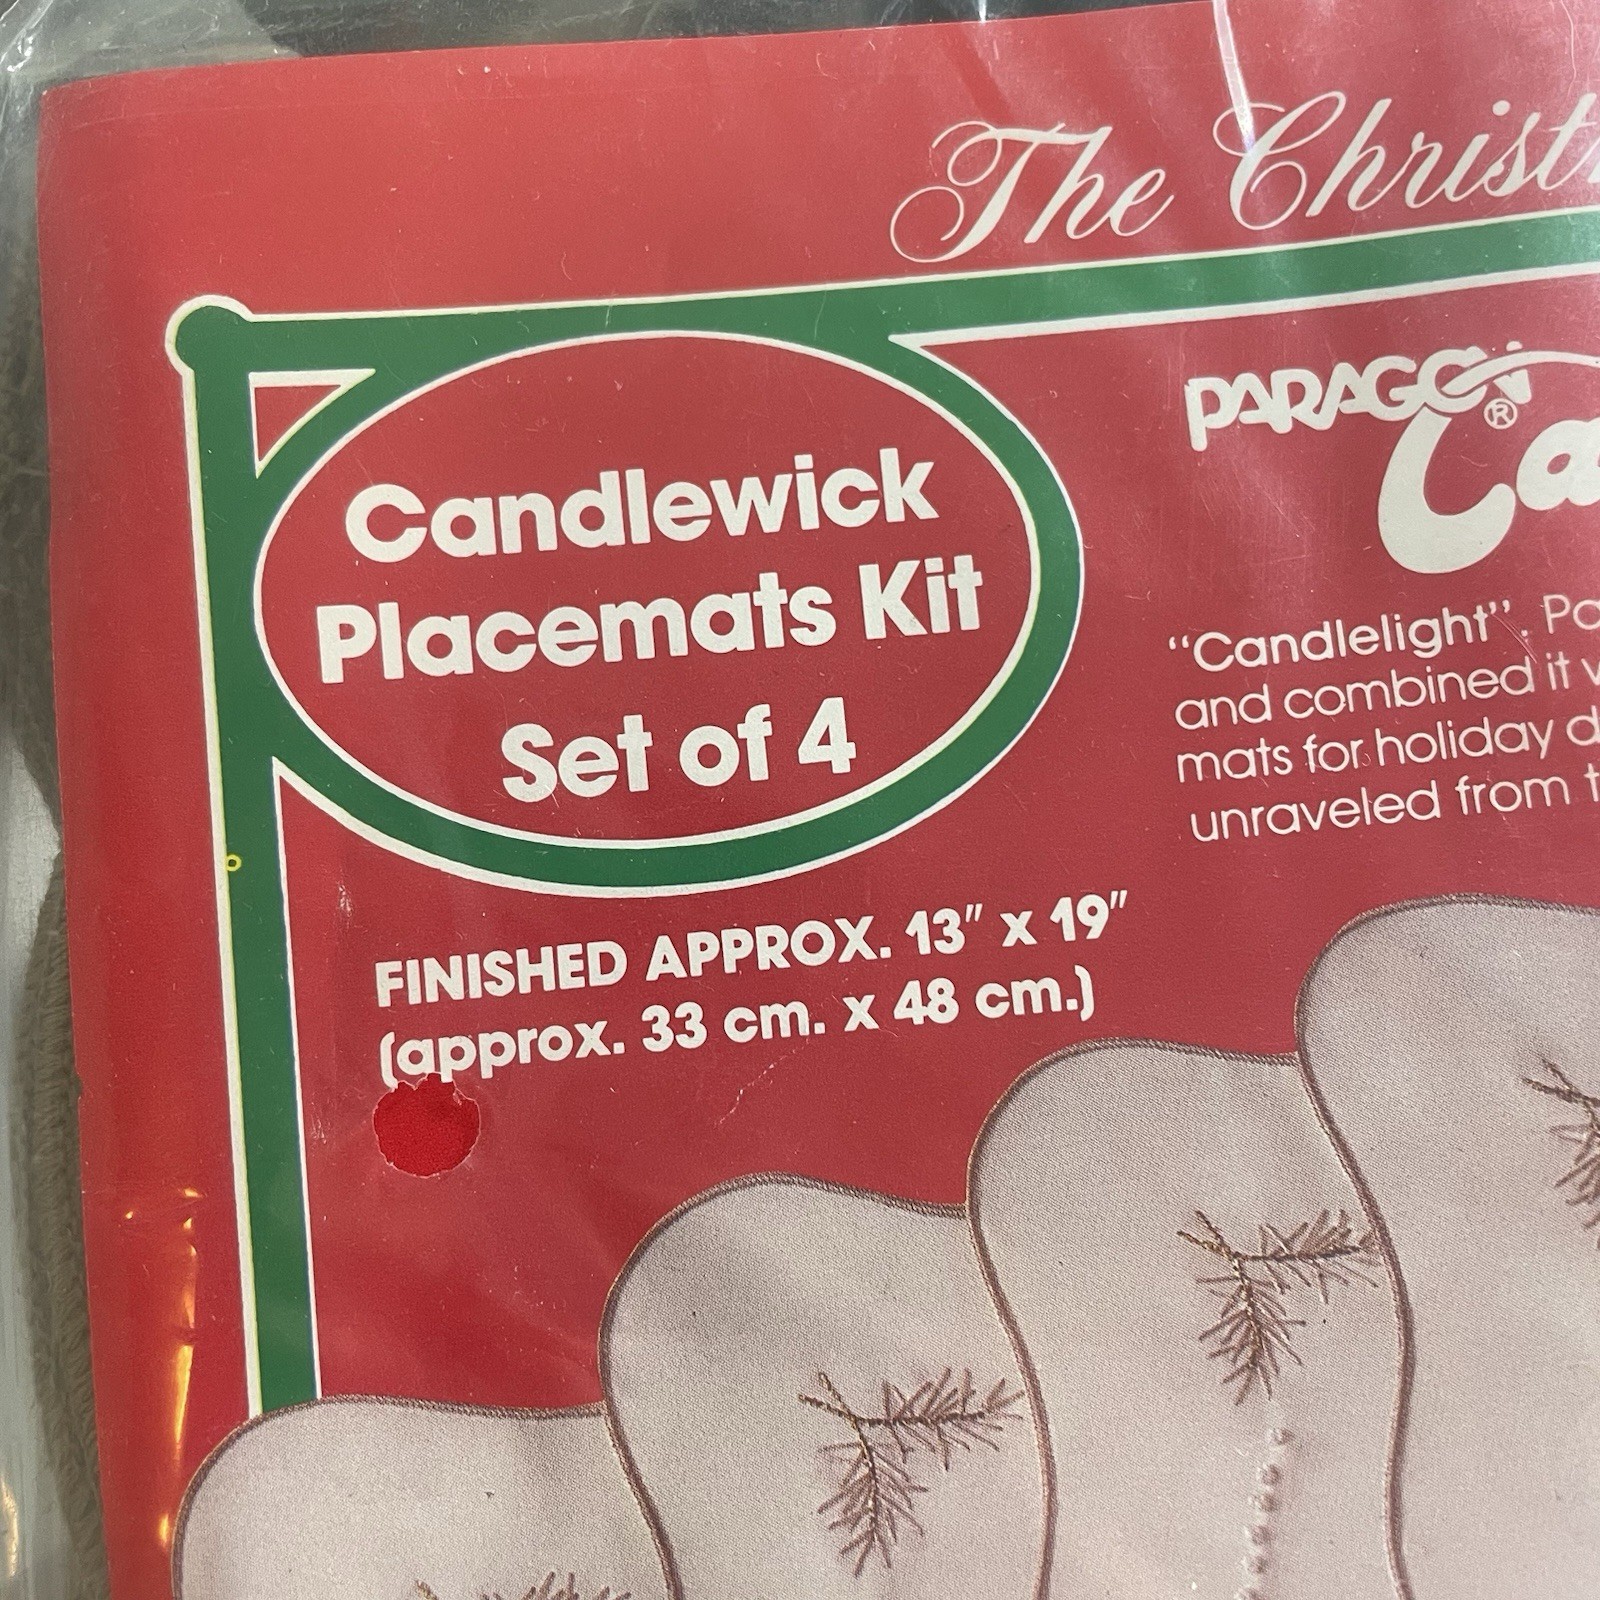 The Christ
PARAGON®
Ca
Candlewick
Placemats Kit
Set of 4
"Candlelight". Pa
and combined it w
mats for holiday d
unraveled from t
FINISHED APPROX. 13" x 19"
(approx. 33 cm. x 48 cm.)